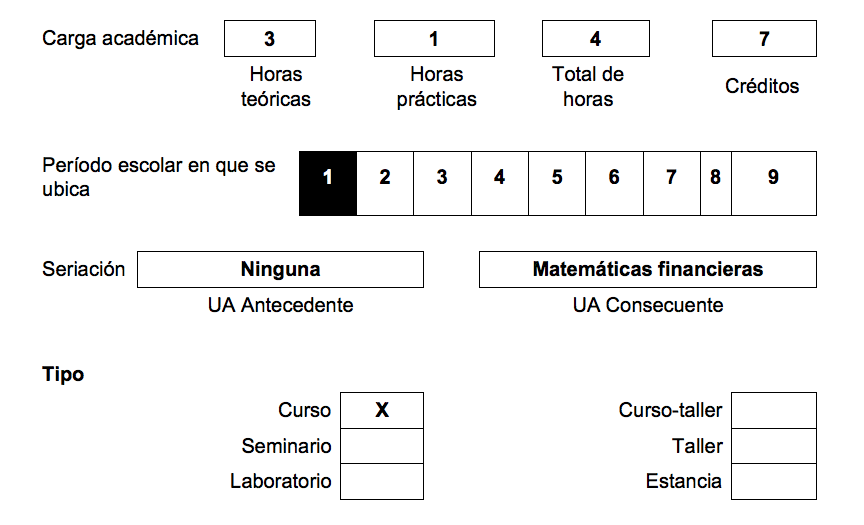 Carga académica 3 1 4 7
Horas teóricas Horas prácticas Total de horas Créditos
Período escolar en que se ubica 1 2 3 4 5 6 7 8 9
Seriación Ninguna Matemáticas financieras
UA Antecedente UA Consecuente
Tipo
Curso X Curso-taller
Seminario Taller
Laboratorio Estancia